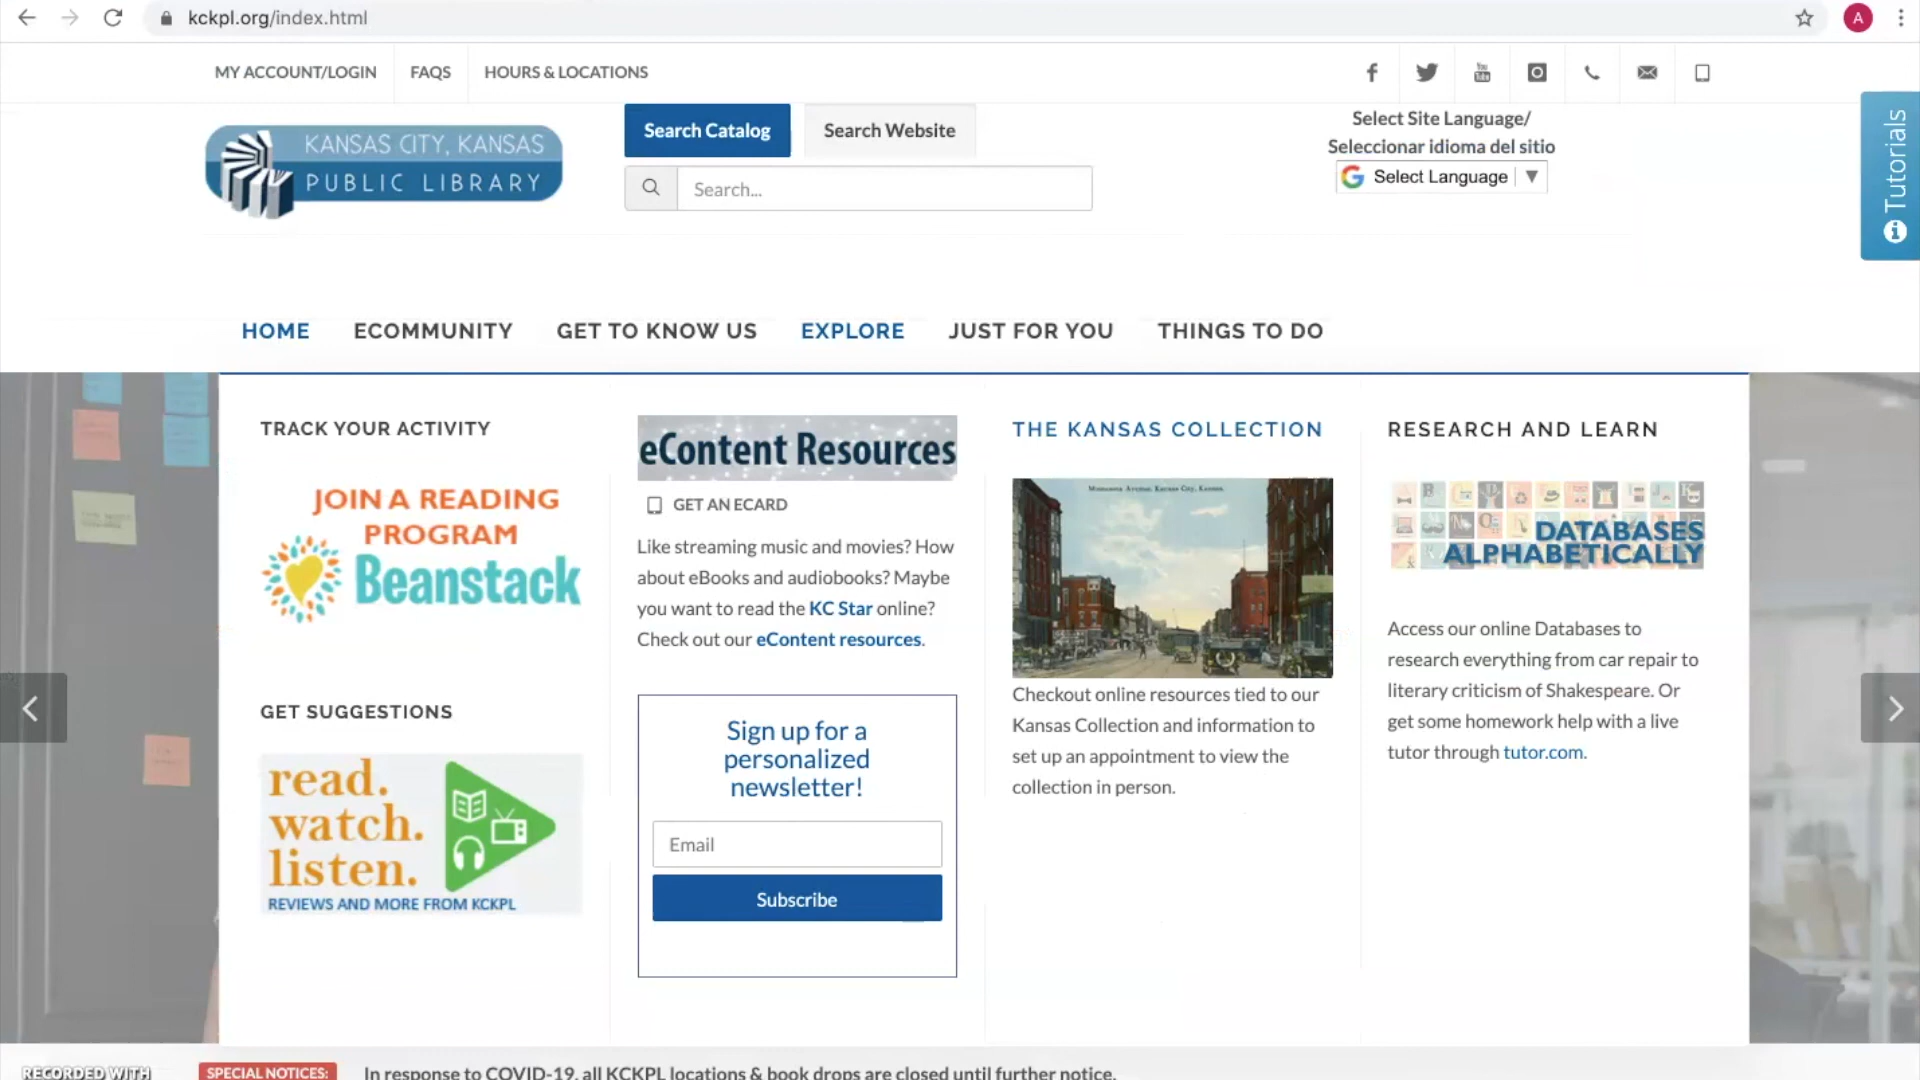 kckpl.org/index.html
A
MY ACCOUNT/LOGIN
FAQS
HOURS & LOCATIONS
You
KANSAS CITY, KANSAS
PUBLIC LIBRARY
Search Catalog
Search Website
Search...
Select Site Language/
Seleccionar idioma del sitio
G Select Language ▼
Tutorials
HOME
ECOMMUNITY
GET TO KNOW US
EXPLORE
JUST FOR YOU
THINGS TO DO
TRACK YOUR ACTIVITY
JOIN A READING
PROGRAM
Beanstack
GET SUGGESTIONS
read.
watch.
listen.
REVIEWS AND MORE FROM KCKPL
eContent Resources
GET AN ECARD
Like streaming music and movies? How
about eBooks and audiobooks? Maybe
you want to read the KC Star online?
Check out our eContent resources.
Sign up for a
personalized
newsletter!
Email
Subscribe
THE KANSAS COLLECTION
Minnesota Avenue, Kansas City, Kansas.
Checkout online resources tied to our
Kansas Collection and information to
set up an appointment to view the
collection in person.
RESEARCH AND LEARN
DATABASES
ALPHABETICALLY
Access our online Databases to
research everything from car repair to
literary criticism of Shakespeare. Or
get some homework help with a live
tutor through tutor.com.
RECORDED WITH
SPECIAL NOTICES:
In response to COVID-19, all KCKPL locations & book drops are closed until further notice.